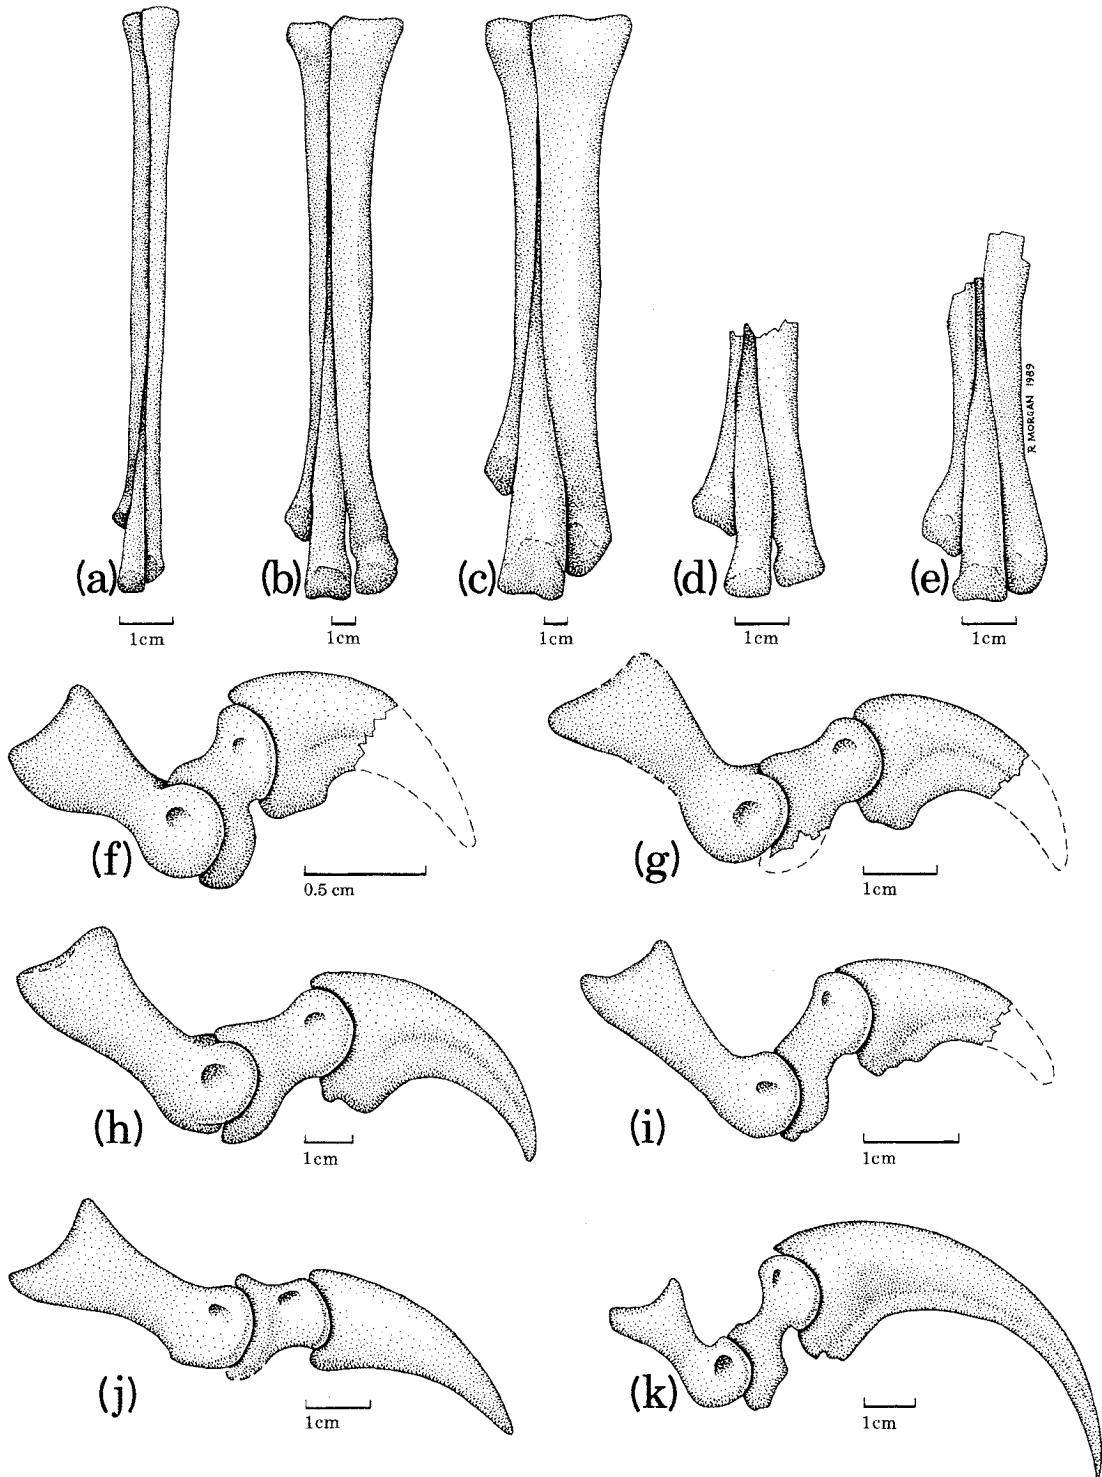 R. MORGAN 1989
(a) (b) (c) (d) (e)
1cm 1cm 1cm 1cm 1cm
(f) (g)
0.5 cm 1cm
(h) (i)
1cm 1cm
(j) (k)
1cm 1cm